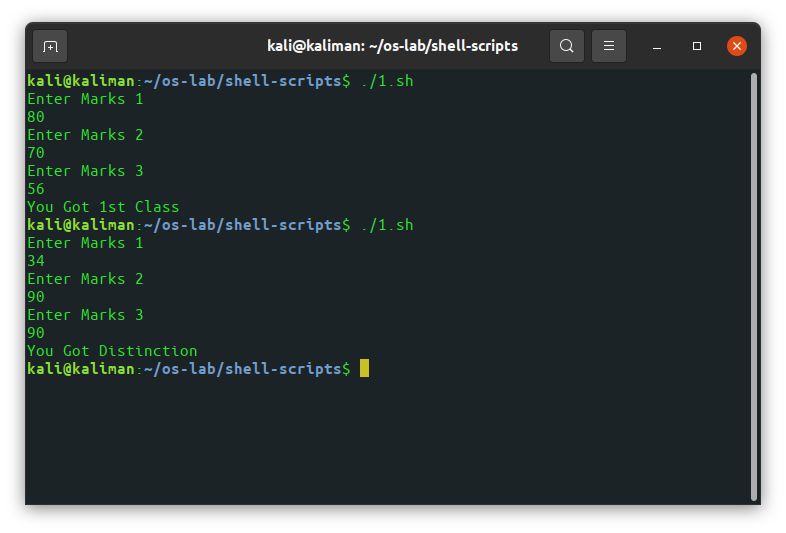 kali@kaliman: ~/os-lab/shell-scripts
kali@kaliman:~/os-lab/shell-scripts$ ./1.sh
Enter Marks 1
80
Enter Marks 2
70
Enter Marks 3
56
You Got 1st Class
kali@kaliman:~/os-lab/shell-scripts$ ./1.sh
Enter Marks 1
34
Enter Marks 2
90
Enter Marks 3
90
You Got Distinction
kali@kaliman:~/os-lab/shell-scripts$